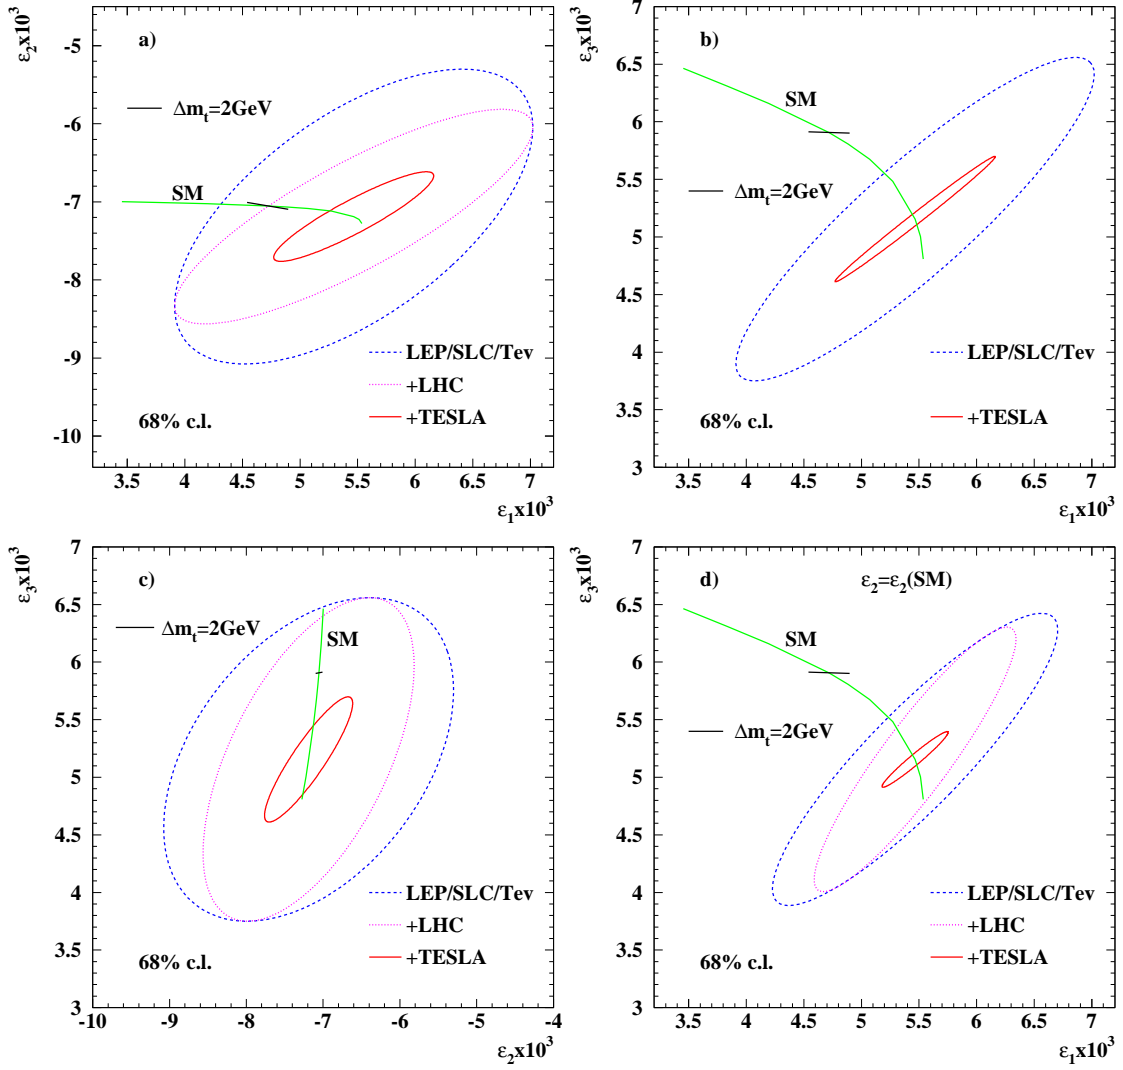 a)
ε₂x10³
-5
-6
-7
-8
-9
-10
Δmₜ=2GeV
SM
LEP/SLC/Tev
+LHC
68% c.l.
+TESLA
3.5 4 4.5 5 5.5 6 6.5 7
ε₁x10³
b)
ε₃x10³
7
6.5
6
5.5
5
4.5
4
3.5
3
SM
Δmₜ=2GeV
LEP/SLC/Tev
68% c.l.
+TESLA
3.5 4 4.5 5 5.5 6 6.5 7
ε₁x10³
c)
ε₃x10³
7
6.5
6
5.5
5
4.5
4
3.5
3
Δmₜ=2GeV
SM
LEP/SLC/Tev
+LHC
68% c.l.
+TESLA
-10 -9 -8 -7 -6 -5 -4
ε₂x10³
d)
ε₂=ε₂(SM)
ε₃x10³
7
6.5
6
5.5
5
4.5
4
3.5
3
SM
Δmₜ=2GeV
LEP/SLC/Tev
+LHC
68% c.l.
+TESLA
3.5 4 4.5 5 5.5 6 6.5 7
ε₁x10³